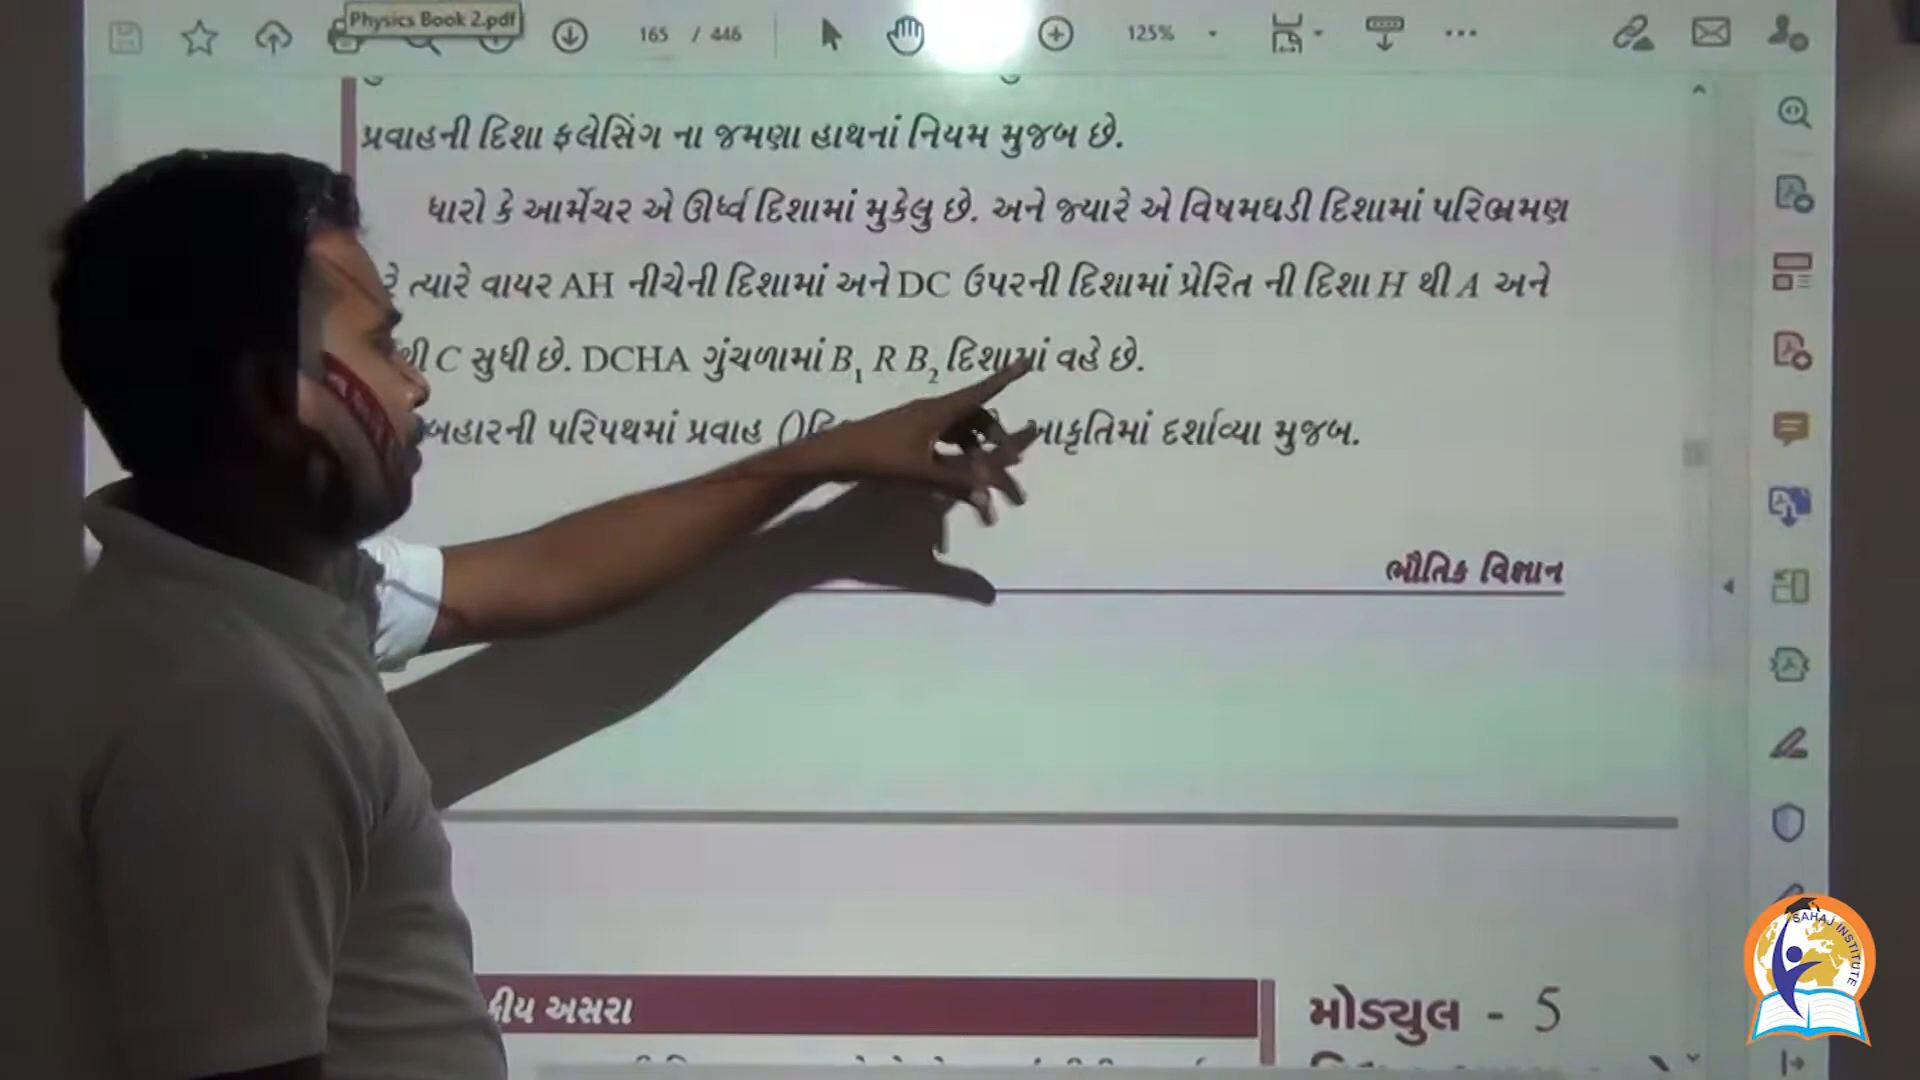 Physics Book 2.pdf
165 / 446
125%
પ્રવાહની દિશા ફલેસિંગ ના જમણા હાથનાં નિયમ મુજબ છે.
ધારો કે આર્મેચર એ ઊર્ધ્વ દિશામાં મુકેલુ છે. અને જ્યારે એ વિષમઘડી દિશામાં પરિભ્રમણ
ત્યારે વાયર AH નીચેની દિશામાં અને DC ઉપરની દિશામાં પ્રેરિત ની દિશા H થી A અને
થી C સુધી છે. DCHA ગુંચળામાં B1 R B2 દિશામાં વહે છે.
બહારની પરિપથમાં પ્રવાહ () આકૃતિમાં દર્શાવ્યા મુજબ.
ભૌતિક વિજ્ઞાન
અસરા
મોડ્યુલ - 5
SAHAJ INSTITUTE